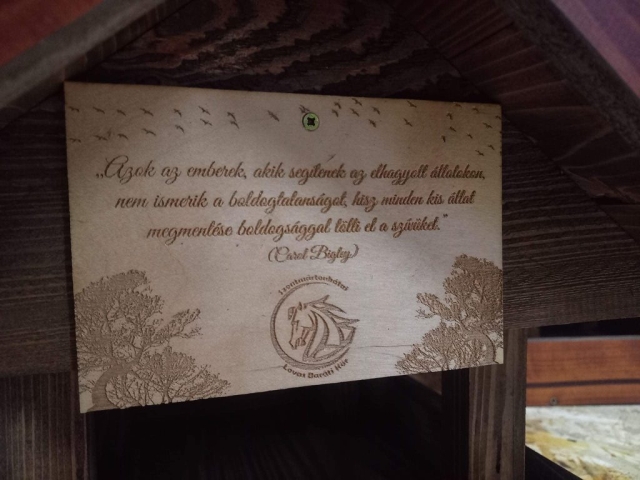 „Azok az emberek, akik segítenek az elhagyott állatokon,
nem ismerik a boldogtalanságot, hisz minden kis állat
megmentése boldogsággal tölti el a szívüket.”
(Carol Bigley)
Szentmártonkátai
Lovas Baráti Kör